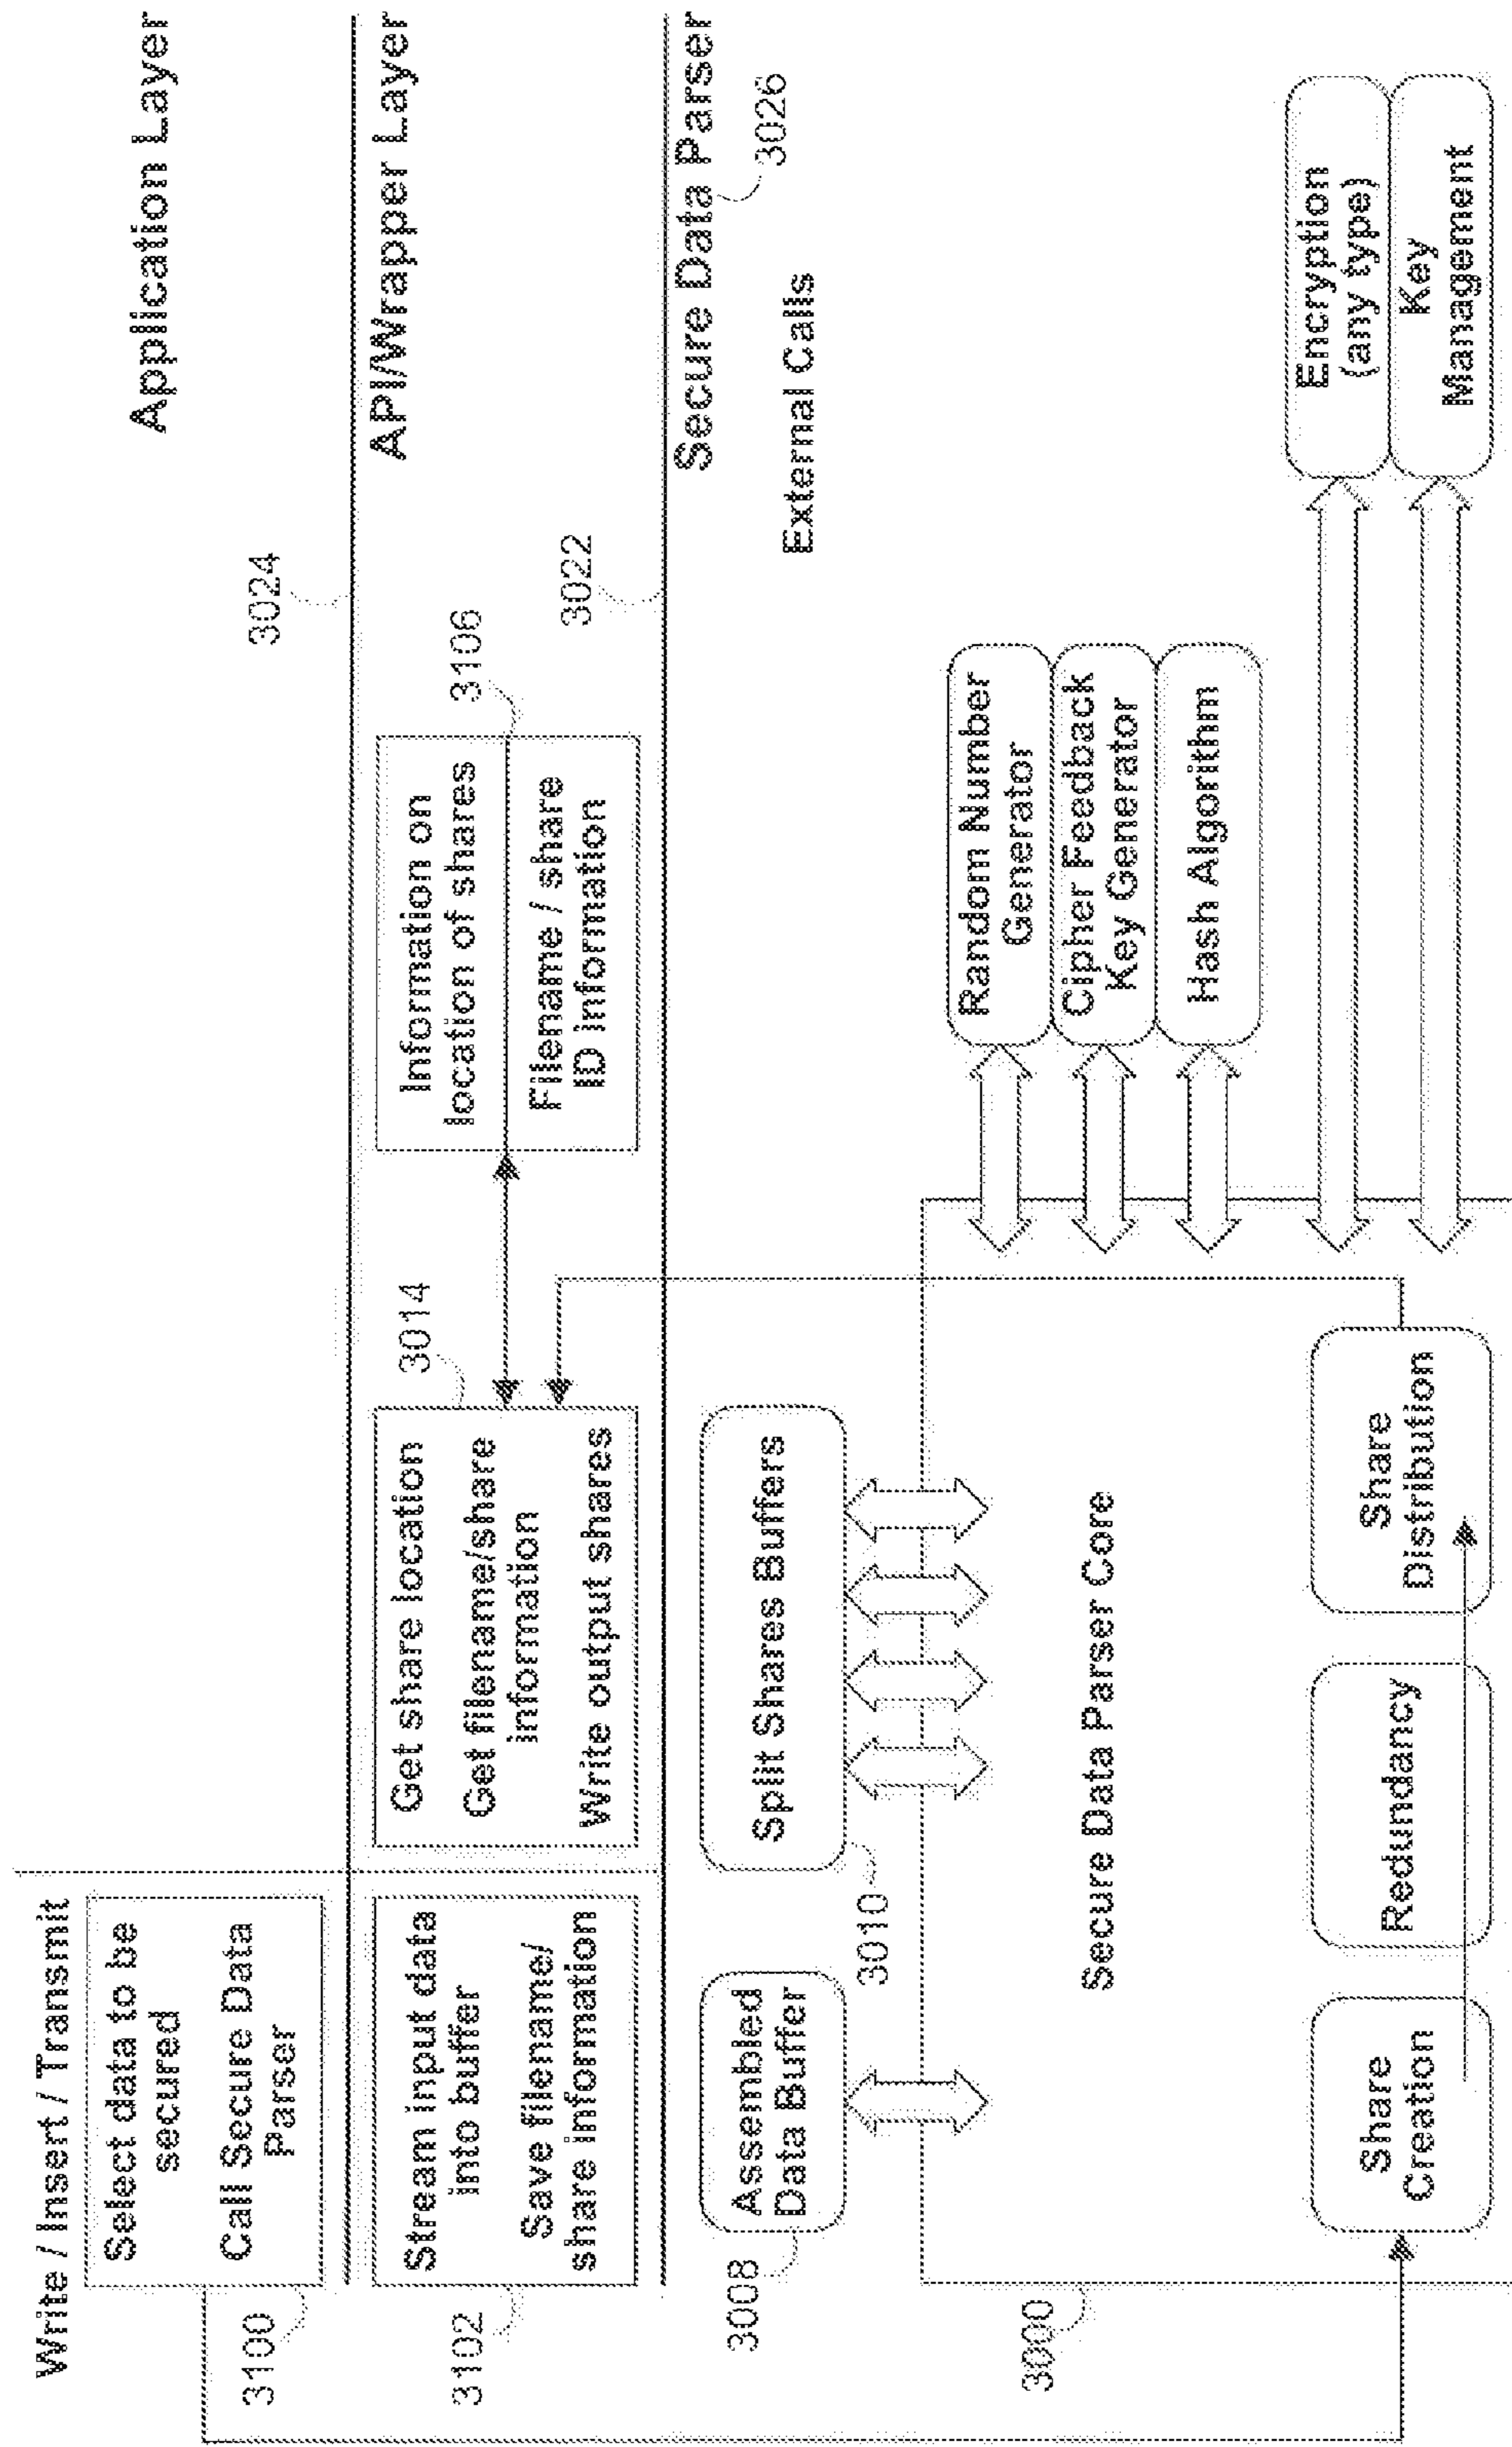 Write / Insert / Transmit
Select data to be
secured
Call Secure Data
Parser
3100
Application Layer
3024
Stream input data
into buffer
Save filename/
share information
3102
Get share location
Get filename/share
information
Write output shares
3014
Information on
location of shares
Filename / share
ID information
3106
API/Wrapper Layer
3022
Secure Data Parser
3026
External Calls
Assembled
Data Buffer
3008
Split Shares Buffers
3010
Secure Data Parser Core
3000
Random Number
Generator
Cipher Feedback
Key Generator
Hash Algorithm
Share
Creation
Redundancy
Share
Distribution
Encryption
(any type)
Key
Management